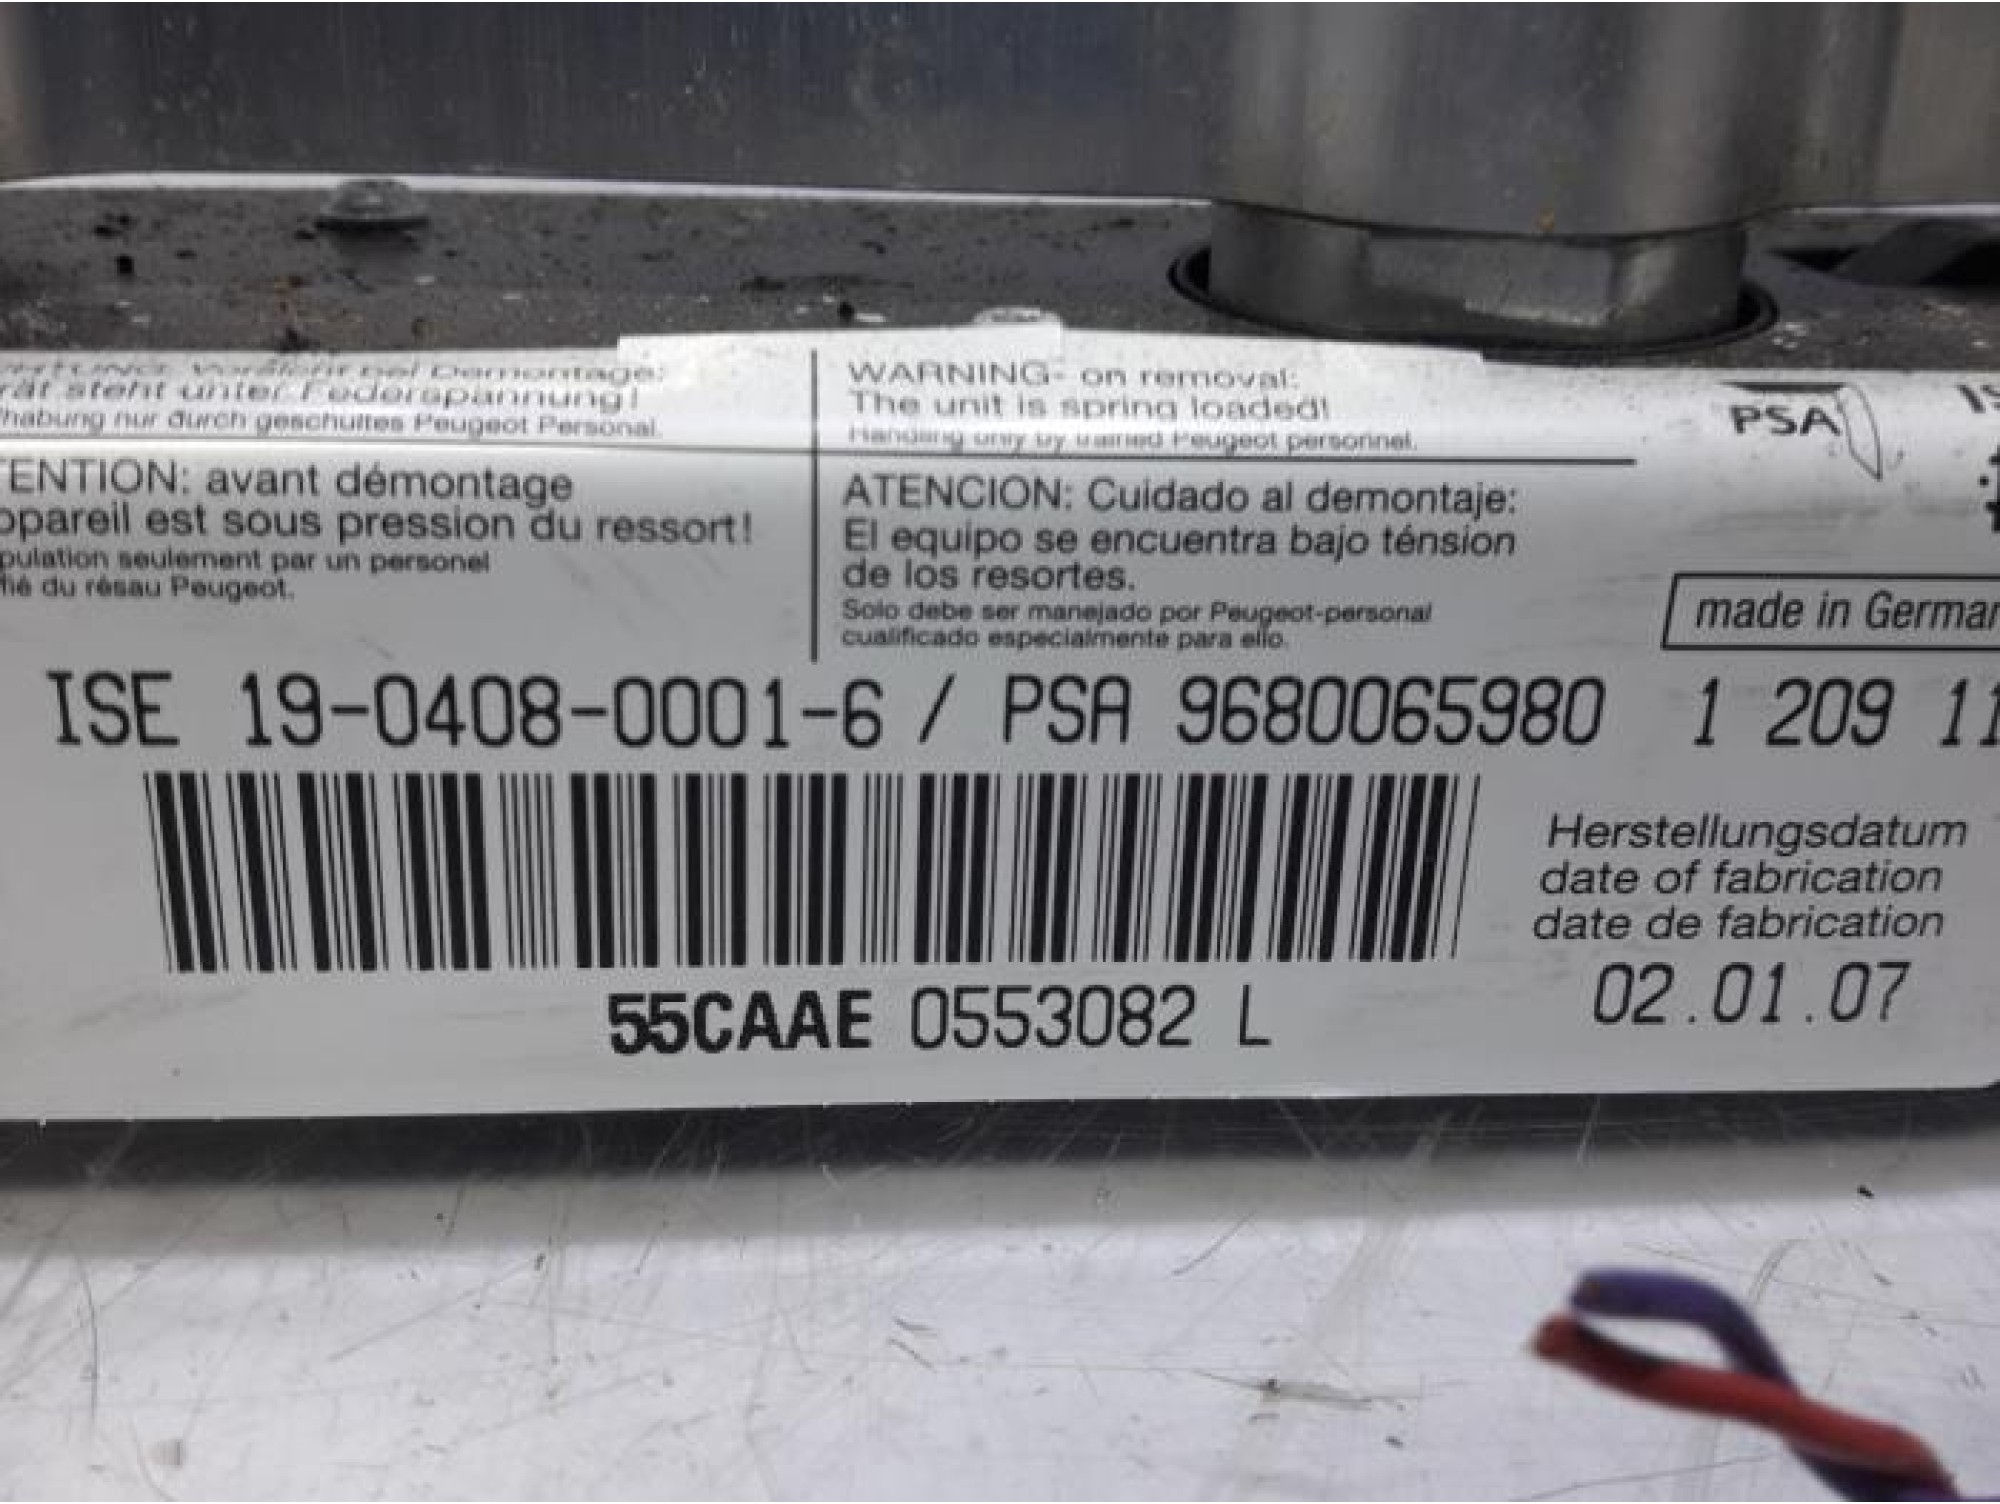 steht unter Federspannung!
nur durch geschultes Peugeot Personal.
WARNING- on removal:
The unit is spring loaded!
Handling only by trained Peugeot personnel.
PSA
TENTION: avant démontage
ppareil est sous pression du ressort!
pulation seulement par un personel
fié du résau Peugeot.
ATENCION: Cuidado al demontaje:
El equipo se encuentra bajo ténsion
de los resortes.
Solo debe ser manejado por Peugeot-personal
cualificado especialmente para ello.
made in German
ISE 19-0408-0001-6 / PSA 9680065980 1 209 11
Herstellungsdatum
date of fabrication
date de fabrication
02.01.07
55CAAE 0553082 L